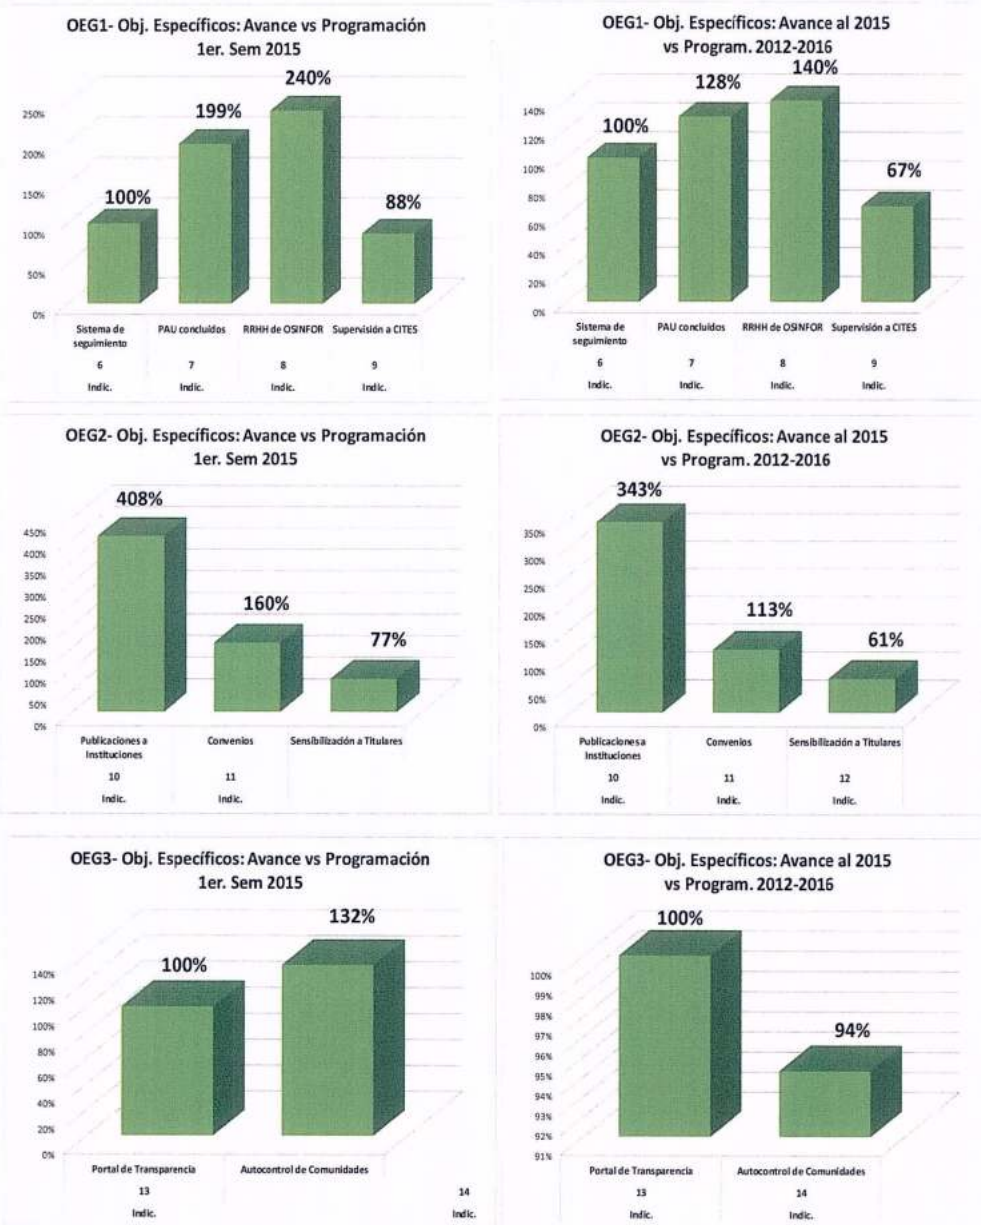 OEG1- Obj. Específicos: Avance vs Programación
1er. Sem 2015
250%
200%
150%
100%
50%
0%
100%
199%
240%
88%
Sistema de seguimiento
PAU concluidos
RRHH de OSINFOR
Supervisión a CITES
6
7
8
9
Indic.
Indic.
Indic.
Indic.
OEG1- Obj. Específicos: Avance al 2015
vs Program. 2012-2016
140%
120%
100%
80%
60%
40%
20%
0%
100%
128%
140%
67%
Sistema de seguimiento
PAU concluidos
RRHH de OSINFOR
Supervisión a CITES
6
7
8
9
Indic.
Indic.
Indic.
Indic.
OEG2- Obj. Específicos: Avance vs Programación
1er. Sem 2015
450%
400%
350%
300%
250%
200%
150%
100%
50%
0%
408%
160%
77%
Publicaciones a Instituciones
Convenios
Sensibilización a Titulares
10
11
Indic.
Indic.
OEG2- Obj. Específicos: Avance al 2015
vs Program. 2012-2016
350%
300%
250%
200%
150%
100%
50%
0%
343%
113%
61%
Publicaciones a Instituciones
Convenios
Sensibilización a Titulares
10
11
12
Indic.
Indic.
Indic.
OEG3- Obj. Específicos: Avance vs Programación
1er. Sem 2015
140%
120%
100%
80%
60%
40%
20%
0%
100%
132%
Portal de Transparencia
Autocontrol de Comunidades
13
14
Indic.
Indic.
OEG3- Obj. Específicos: Avance al 2015
vs Program. 2012-2016
100%
99%
98%
97%
96%
95%
94%
93%
92%
91%
100%
94%
Portal de Transparencia
Autocontrol de Comunidades
13
14
Indic.
Indic.